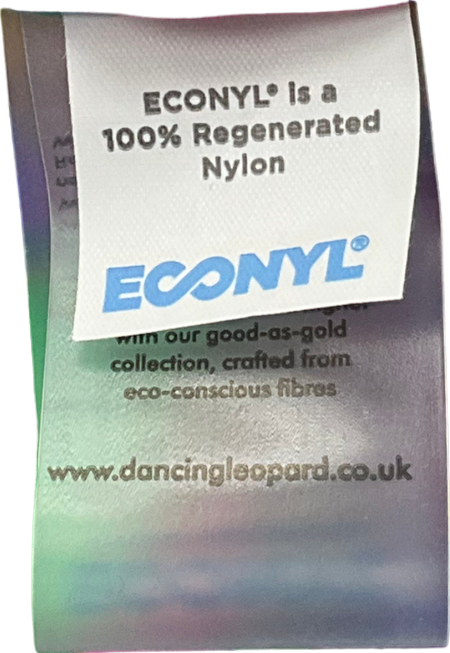 ECONYL® is a
100% Regenerated
Nylon
ECONYL®
with our good-as-gold
collection, crafted from
eco-conscious fibres
www.dancingleopard.co.uk